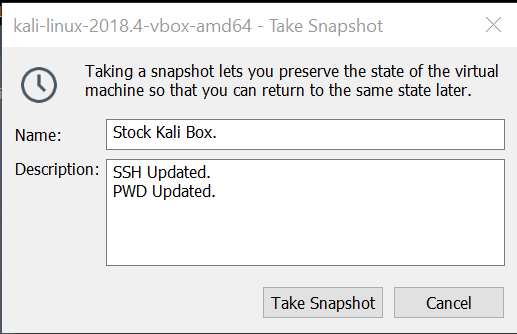 kali-linux-2018.4-vbox-amd64 - Take Snapshot
Taking a snapshot lets you preserve the state of the virtual
machine so that you can return to the same state later.
Name:
Stock Kali Box.
Description:
SSH Updated.
PWD Updated.
Take Snapshot
Cancel